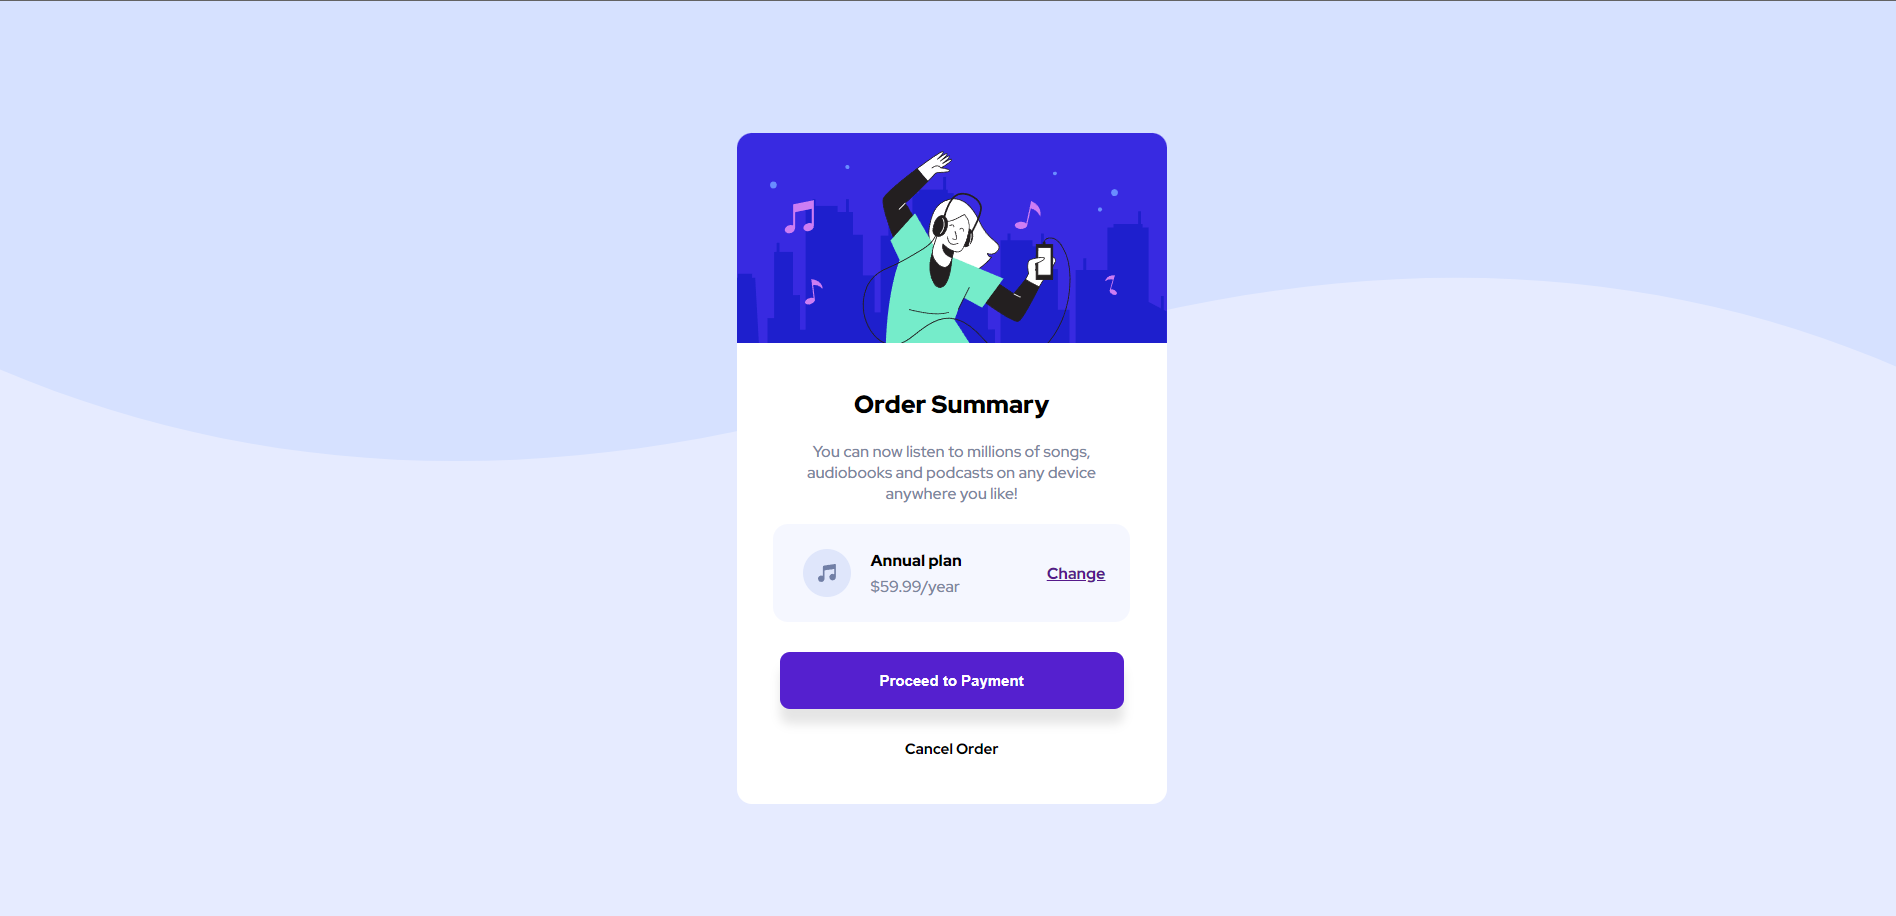 Order Summary
You can now listen to millions of songs,
audiobooks and podcasts on any device
anywhere you like!
Annual plan
$59.99/year
Change
Proceed to Payment
Cancel Order